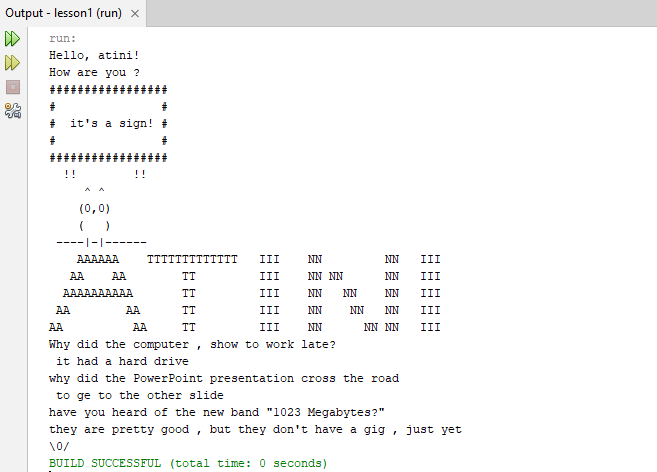 Output - lesson1 (run) ×
run:
Hello, atini!
How are you ?
#################
#               #
#  it's a sign! #
#               #
#################
  !!        !!
     ^ ^
    (0,0)
    (   )
 ----|-|------
    AAAAAA    TTTTTTTTTTTTT   III    NN         NN   III
   AA    AA        TT         III    NN NN      NN   III
  AAAAAAAAAA       TT         III    NN   NN    NN   III
 AA        AA      TT         III    NN    NN   NN   III
AA          AA     TT         III    NN      NN NN   III
Why did the computer , show to work late?
 it had a hard drive
why did the PowerPoint presentation cross the road
 to ge to the other slide
have you heard of the new band "1023 Megabytes?"
they are pretty good , but they don't have a gig , just yet
\0/
BUILD SUCCESSFUL (total time: 0 seconds)